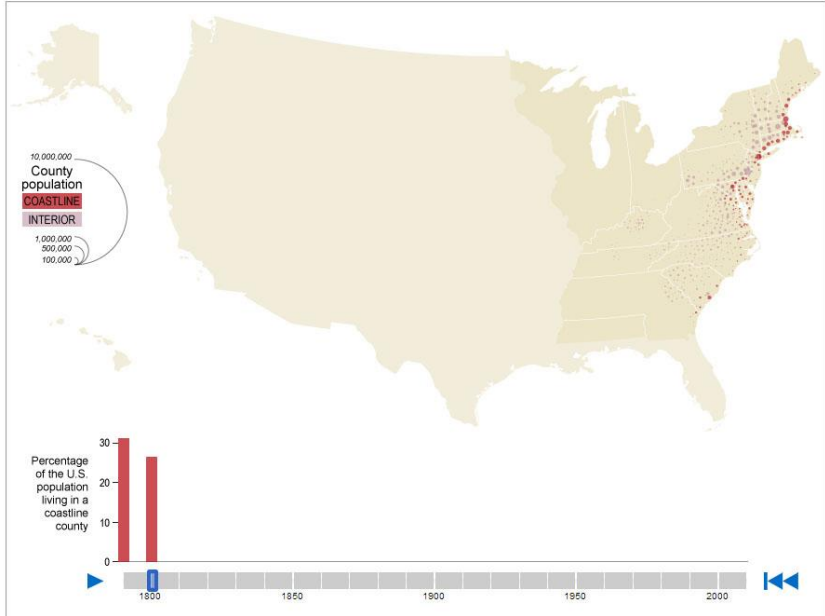 10,000,000
County
population
COASTLINE
INTERIOR
1,000,000
500,000
100,000
Percentage
of the U.S.
population
living in a
coastline
county
30
20
10
0
1800 1850 1900 1950 2000